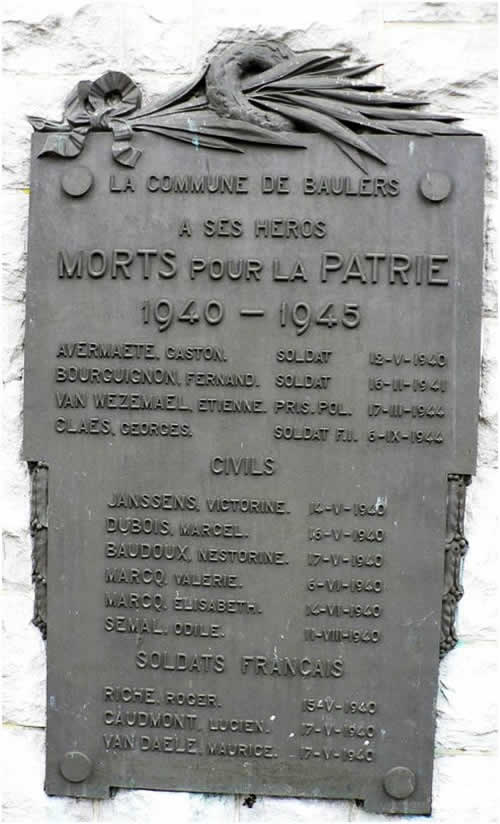 LA COMMUNE DE BAULERS
A SES HEROS
MORTS POUR LA PATRIE
1940 — 1945
AVERMAETE, GASTON. SOLDAT 12-V-1940
BOURGUIGNON, FERNAND. SOLDAT 16-II-1941
VAN WEZEMAEL, ETIENNE. PRIS. POL. 17-III-1944
CLAES, GEORGES. SOLDAT F.I. 6-IX-1944
CIVILS
JANSSENS, VICTORINE. 14-V-1940
DUBOIS, MARCEL. 16-V-1940
BAUDOUX, NESTORINE. 17-V-1940
MARCQ, VALERIE. 6-VI-1940
MARCQ, ELISABETH. 14-VI-1940
SEMAL, ODILE. 11-VIII-1940
SOLDATS FRANÇAIS
RICHE, ROGER. 15-V-1940
CAUDMONT, LUCIEN. 17-V-1940
VAN DAELE, MAURICE. 17-V-1940